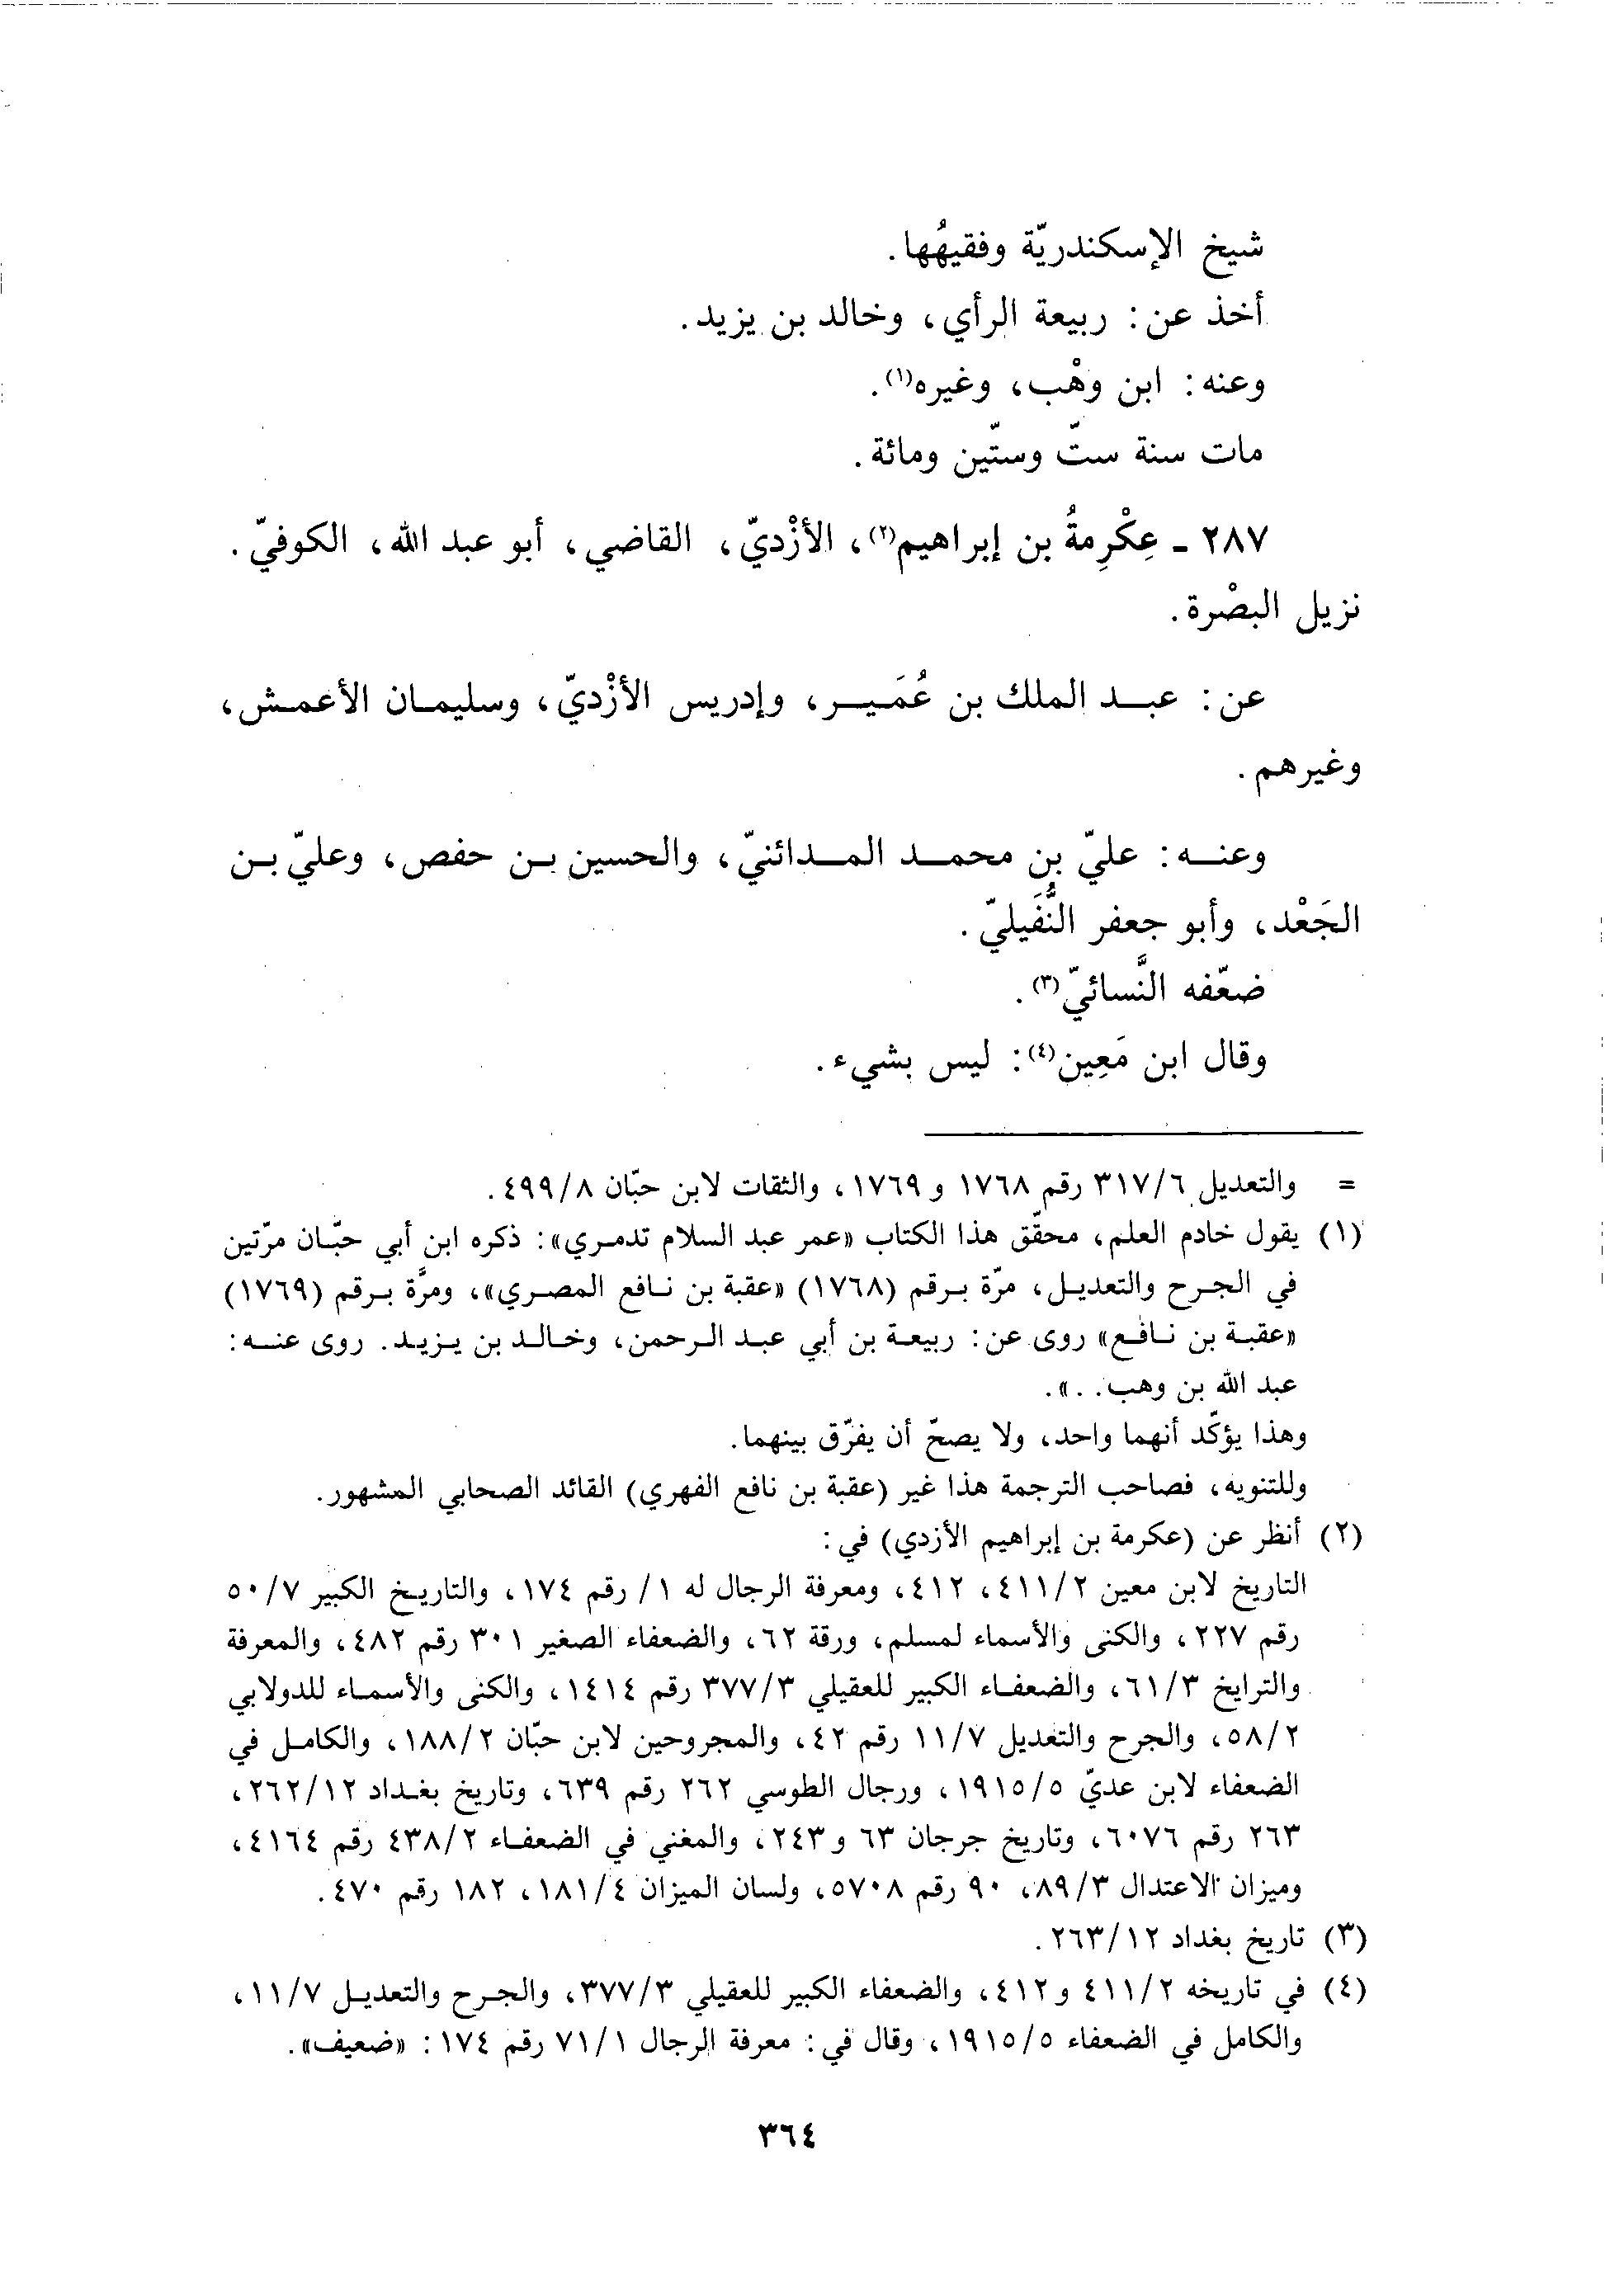 شيخ الإسكندريّة وفقيهُها.
أخذ عن: ربيعة الرأي، وخالد بن يزيد.
وعنه: ابن وهْب، وغيره(١).
مات سنة ستّ وستّين ومائة.
٢٨٧ - عِكْرِمةُ بن إبراهيم(٢)، الأزْديّ، القاضي، أبو عبد الله، الكوفيّ.
نزيل البصْرة.
عن: عبد الملك بن عُمَير، وإدريس الأزْديّ، وسليمان الأعمش،
وغيرهم.
وعنه: عليّ بن محمد المدائنيّ، والحسين بن حفص، وعليّ بن
الجَعْد، وأبو جعفر النُّفَيليّ.
ضعّفه النَّسائيّ(٣).
وقال ابن مَعِين(٤): ليس بشيء.
= والتعديل ٣١٧/٦ رقم ١٧٦٨ و ١٧٦٩، والثقات لابن حبّان ٤٩٩/٨.
(١) يقول خادم العلم، محقّق هذا الكتاب «عمر عبد السلام تدمري»: ذكره ابن أبي حبّان مرّتين
في الجرح والتعديل، مرّة برقم (١٧٦٨) «عقبة بن نافع المصري»، ومرَّة برقم (١٧٦٩)
«عقبة بن نافع» روى عن: ربيعة بن أبي عبد الرحمن، وخالد بن يزيد. روى عنه:
عبد الله بن وهب. . .».
وهذا يؤكّد أنهما واحد، ولا يصحّ أن يفرّق بينهما.
وللتنويه، فصاحب الترجمة هذا غير (عقبة بن نافع الفهري) القائد الصحابي المشهور.
(٢) أنظر عن (عكرمة بن إبراهيم الأزدي) في:
التاريخ لابن معين ٤١١/٢، ٤١٢، ومعرفة الرجال له ١/ رقم ١٧٤، والتاريخ الكبير ٥٠/٧
رقم ٢٢٧، والكنى والأسماء لمسلم، ورقة ٦٢، والضعفاء الصغير ٣٠١ رقم ٤٨٢، والمعرفة
والترايخ ٦١/٣، والضعفاء الكبير للعقيلي ٣٧٧/٣ رقم ١٤١٤، والكنى والأسماء للدولابي
٥٨/٢، والجرح والتعديل ١١/٧ رقم ٤٢، والمجروحين لابن حبّان ١٨٨/٢، والكامل في
الضعفاء لابن عديّ ١٩١٥/٥، ورجال الطوسي ٢٦٢ رقم ٦٣٩، وتاريخ بغداد ٢٦٢/١٢،
٢٦٣ رقم ٦٠٧٦، وتاريخ جرجان ٦٣ و٢٤٣، والمغني في الضعفاء ٤٣٨/٢ رقم ٤١٦٤،
وميزان الاعتدال ٨٩/٣، ٩٠ رقم ٥٧٠٨، ولسان الميزان ١٨١/٤، ١٨٢ رقم ٤٧٠.
(٣) تاريخ بغداد ٢٦٣/١٢.
(٤) في تاريخه ٤١١/٢ و٤١٢، والضعفاء الكبير للعقيلي ٣٧٧/٣، والجرح والتعديل ١١/٧،
والكامل في الضعفاء ١٩١٥/٥، وقال في: معرفة الرجال ٧١/١ رقم ١٧٤: «ضعيف».
٣٦٤